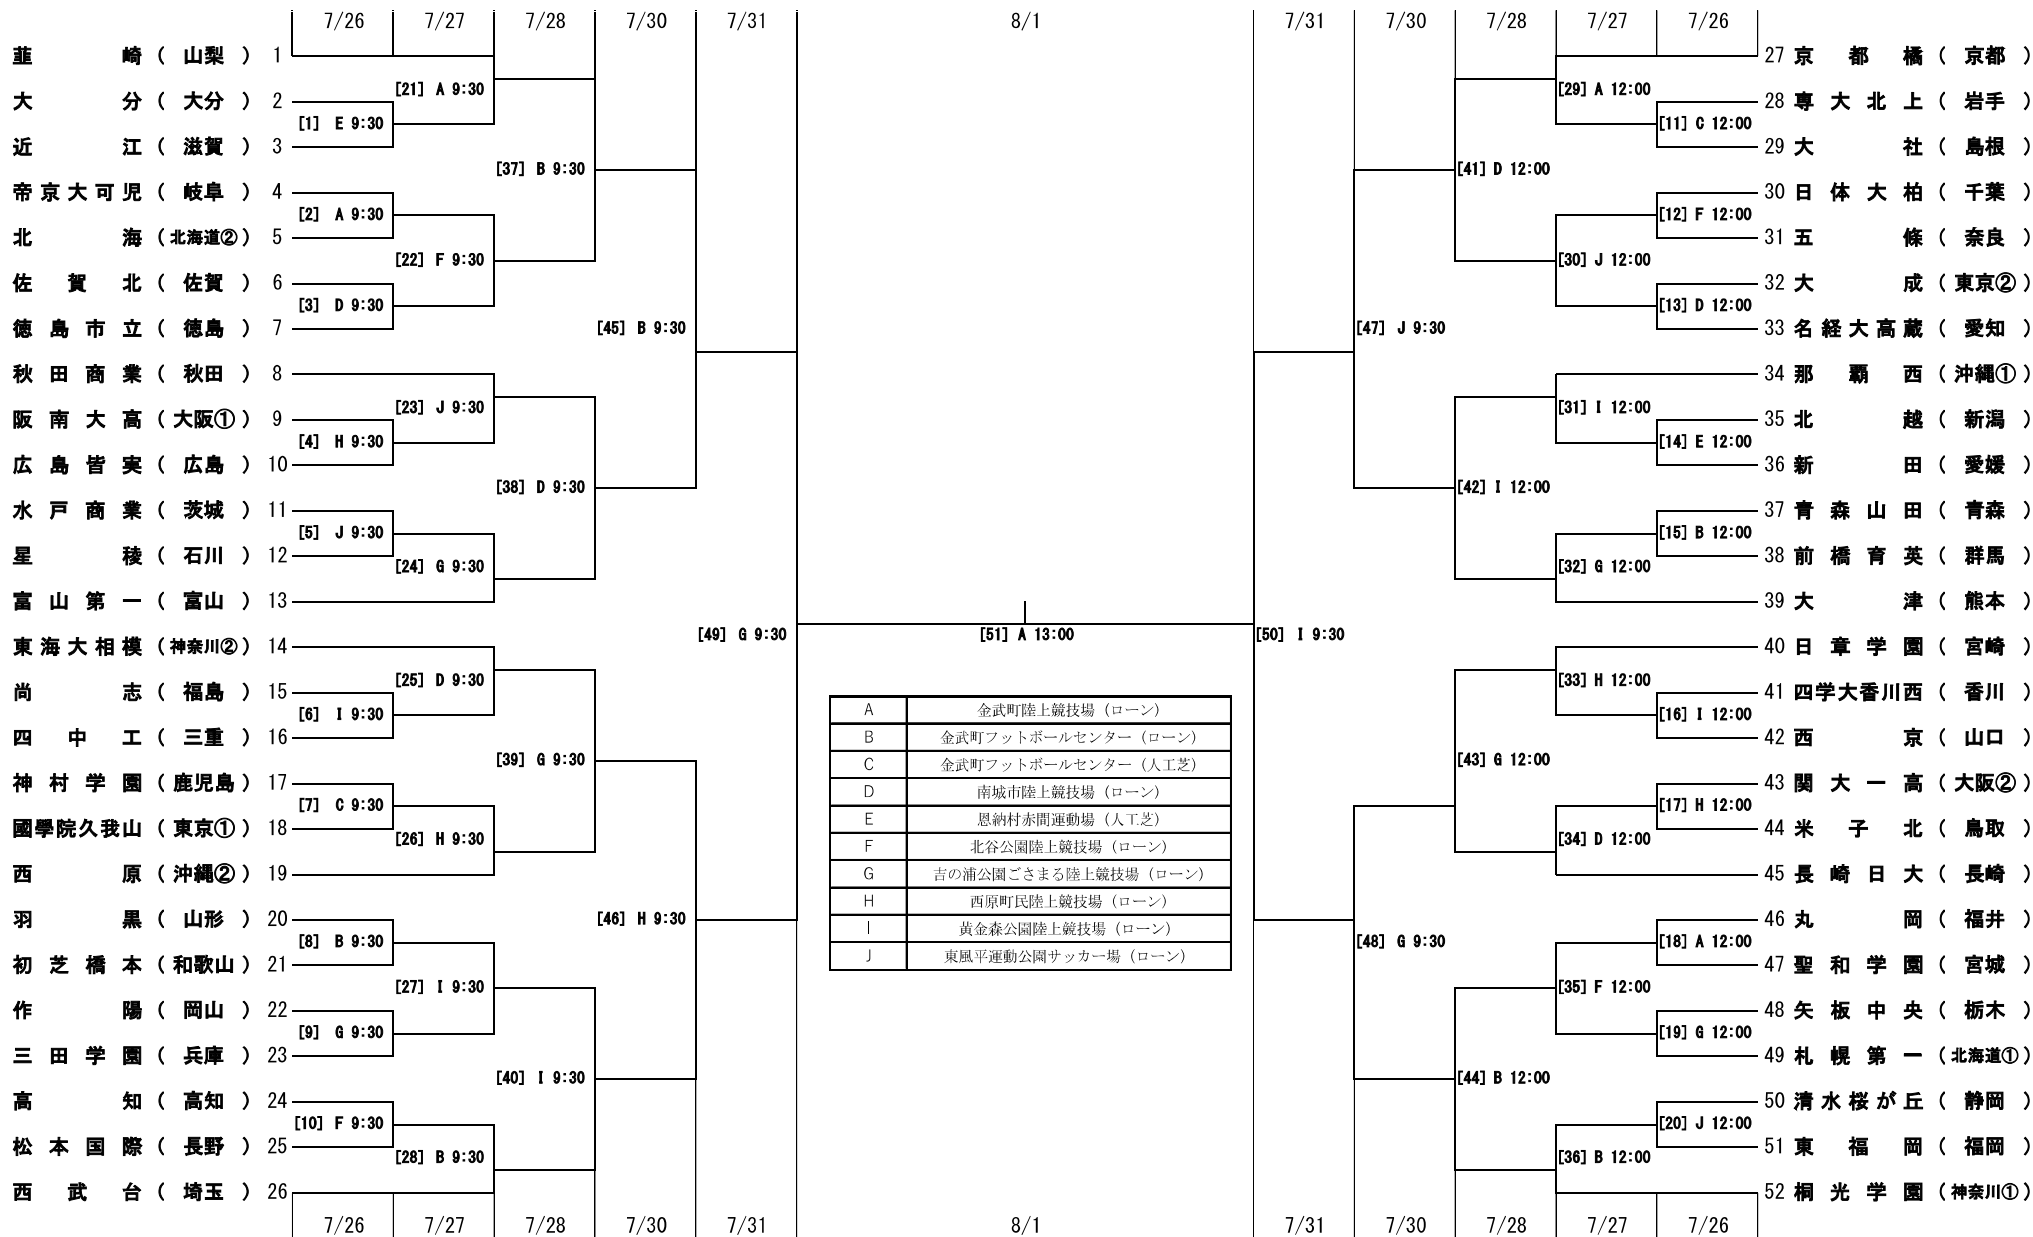 7/26 7/27 7/28 7/30 7/31 8/1 7/31 7/30 7/28 7/27 7/26
韮崎（山梨） 1
[21] A 9:30
大分（大分） 2
[1] E 9:30
近江（滋賀） 3
[37] B 9:30
帝京大可児（岐阜） 4
[2] A 9:30
北海（北海道②） 5
[22] F 9:30
佐賀北（佐賀） 6
[3] D 9:30
徳島市立（徳島） 7
[45] B 9:30
秋田商業（秋田） 8
[23] J 9:30
阪南大高（大阪①） 9
[4] H 9:30
広島皆実（広島） 10
[38] D 9:30
水戸商業（茨城） 11
[5] J 9:30
星稜（石川） 12
[24] G 9:30
富山第一（富山） 13
[49] G 9:30
東海大相模（神奈川②） 14
[25] D 9:30
尚志（福島） 15
[6] I 9:30
四中工（三重） 16
[39] G 9:30
神村学園（鹿児島） 17
[7] C 9:30
國學院久我山（東京①） 18
[26] H 9:30
西原（沖縄②） 19
[46] H 9:30
羽黒（山形） 20
[8] B 9:30
初芝橋本（和歌山） 21
[27] I 9:30
作陽（岡山） 22
[9] G 9:30
三田学園（兵庫） 23
[40] I 9:30
高知（高知） 24
[10] F 9:30
松本国際（長野） 25
[28] B 9:30
西武台（埼玉） 26
[51] A 13:00
A 金武町陸上競技場（ローン）
B 金武町フットボールセンター（ローン）
C 金武町フットボールセンター（人工芝）
D 南城市陸上競技場（ローン）
E 恩納村赤間運動場（人工芝）
F 北谷公園陸上競技場（ローン）
G 吉の浦公園ごさまる陸上競技場（ローン）
H 西原町民陸上競技場（ローン）
I 黄金森公園陸上競技場（ローン）
J 東風平運動公園サッカー場（ローン）
27 京都橘（京都）
[29] A 12:00
28 専大北上（岩手）
[11] C 12:00
29 大社（島根）
[41] D 12:00
30 日体大柏（千葉）
[12] F 12:00
31 五條（奈良）
[30] J 12:00
32 大成（東京②）
[13] D 12:00
33 名経大高蔵（愛知）
[47] J 9:30
34 那覇西（沖縄①）
[31] I 12:00
35 北越（新潟）
[14] E 12:00
36 新田（愛媛）
[42] I 12:00
37 青森山田（青森）
[15] B 12:00
38 前橋育英（群馬）
[32] G 12:00
39 大津（熊本）
[50] I 9:30
40 日章学園（宮崎）
[33] H 12:00
41 四学大香川西（香川）
[16] I 12:00
42 西京（山口）
[43] G 12:00
43 関大一高（大阪②）
[17] H 12:00
44 米子北（鳥取）
[34] D 12:00
45 長崎日大（長崎）
46 丸岡（福井）
[18] A 12:00
[48] G 9:30
47 聖和学園（宮城）
[35] F 12:00
48 矢板中央（栃木）
[19] G 12:00
49 札幌第一（北海道①）
[44] B 12:00
50 清水桜が丘（静岡）
[20] J 12:00
51 東福岡（福岡）
[36] B 12:00
52 桐光学園（神奈川①）
7/26 7/27 7/28 7/30 7/31 8/1 7/31 7/30 7/28 7/27 7/26